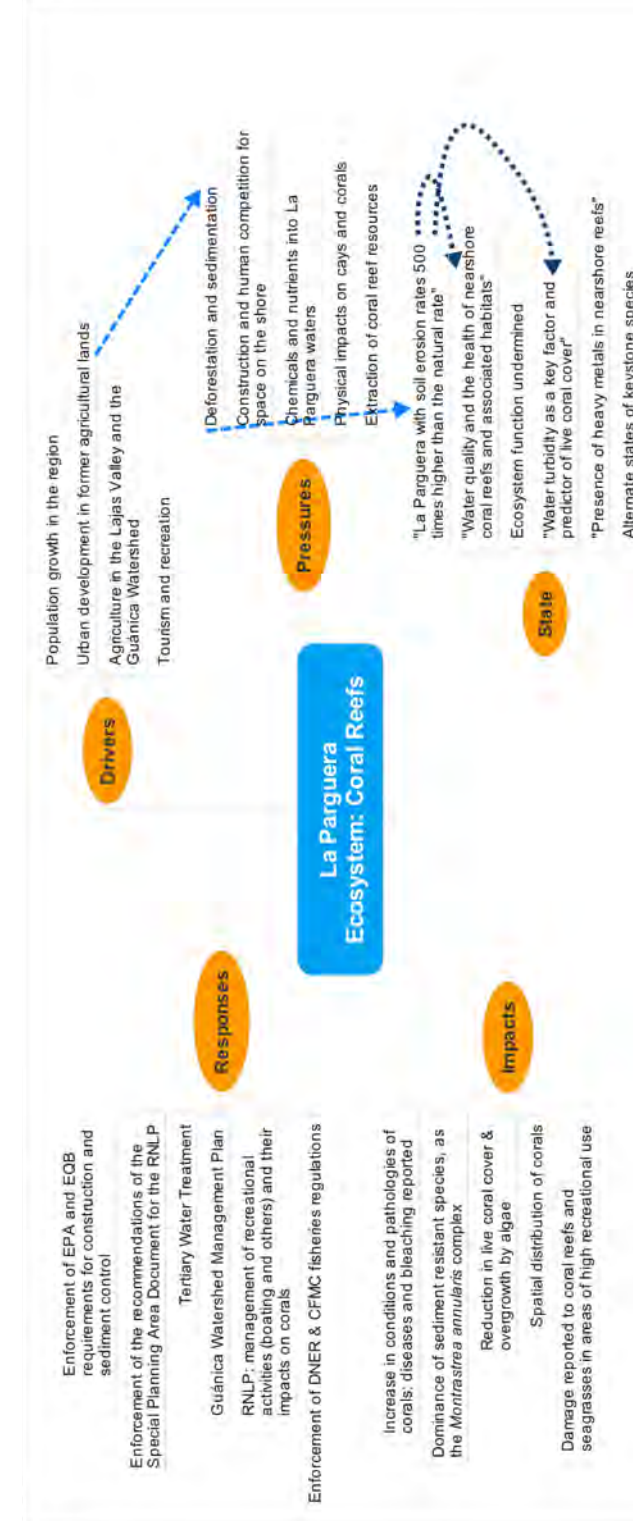 Population growth in the region
Urban development in former agricultural lands
Agriculture in the Lajas Valley and the
Guánica Watershed
Tourism and recreation
Drivers
Deforestation and sedimentation
Construction and human competition for
space on the shore
Chemicals and nutrients into La
Parguera waters
Physical impacts on cays and corals
Extraction of coral reef resources
Pressures
"La Parguera with soil erosion rates 500
times higher than the natural rate"
"Water quality and the health of nearshore
coral reefs and associated habitats"
Ecosystem function undermined
"Water turbidity as a key factor and
predictor of live coral cover"
"Presence of heavy metals in nearshore reefs"
Alternate states of keystone species
State
La Parguera
Ecosystem: Coral Reefs
Responses
Enforcement of EPA and EQB
requirements for construction and
sediment control
Enforcement of the recommendations of the
Special Planning Area Document for the RNLP
Tertiary Water Treatment
Guánica Watershed Management Plan
RNLP: management of recreational
activities (boating and others) and their
impacts on corals
Enforcement of DNER & CFMC fisheries regulations
Impacts
Increase in conditions and pathologies of
corals: diseases and bleaching reported
Dominance of sediment resistant species, as
the Montrastrea annularis complex
Reduction in live coral cover &
overgrowth by algae
Spatial distribution of corals
Damage reported to coral reefs and
seagrasses in areas of high recreational use